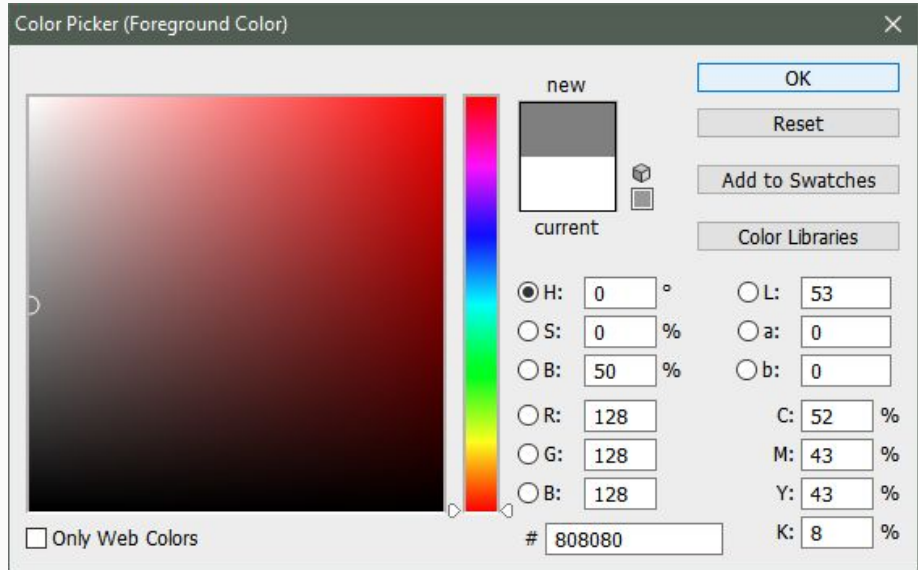 Color Picker (Foreground Color)
new
current
OK
Reset
Add to Swatches
Color Libraries
H: 0 °
S: 0 %
B: 50 %
R: 128
G: 128
B: 128
# 808080
L: 53
a: 0
b: 0
C: 52 %
M: 43 %
Y: 43 %
K: 8 %
Only Web Colors